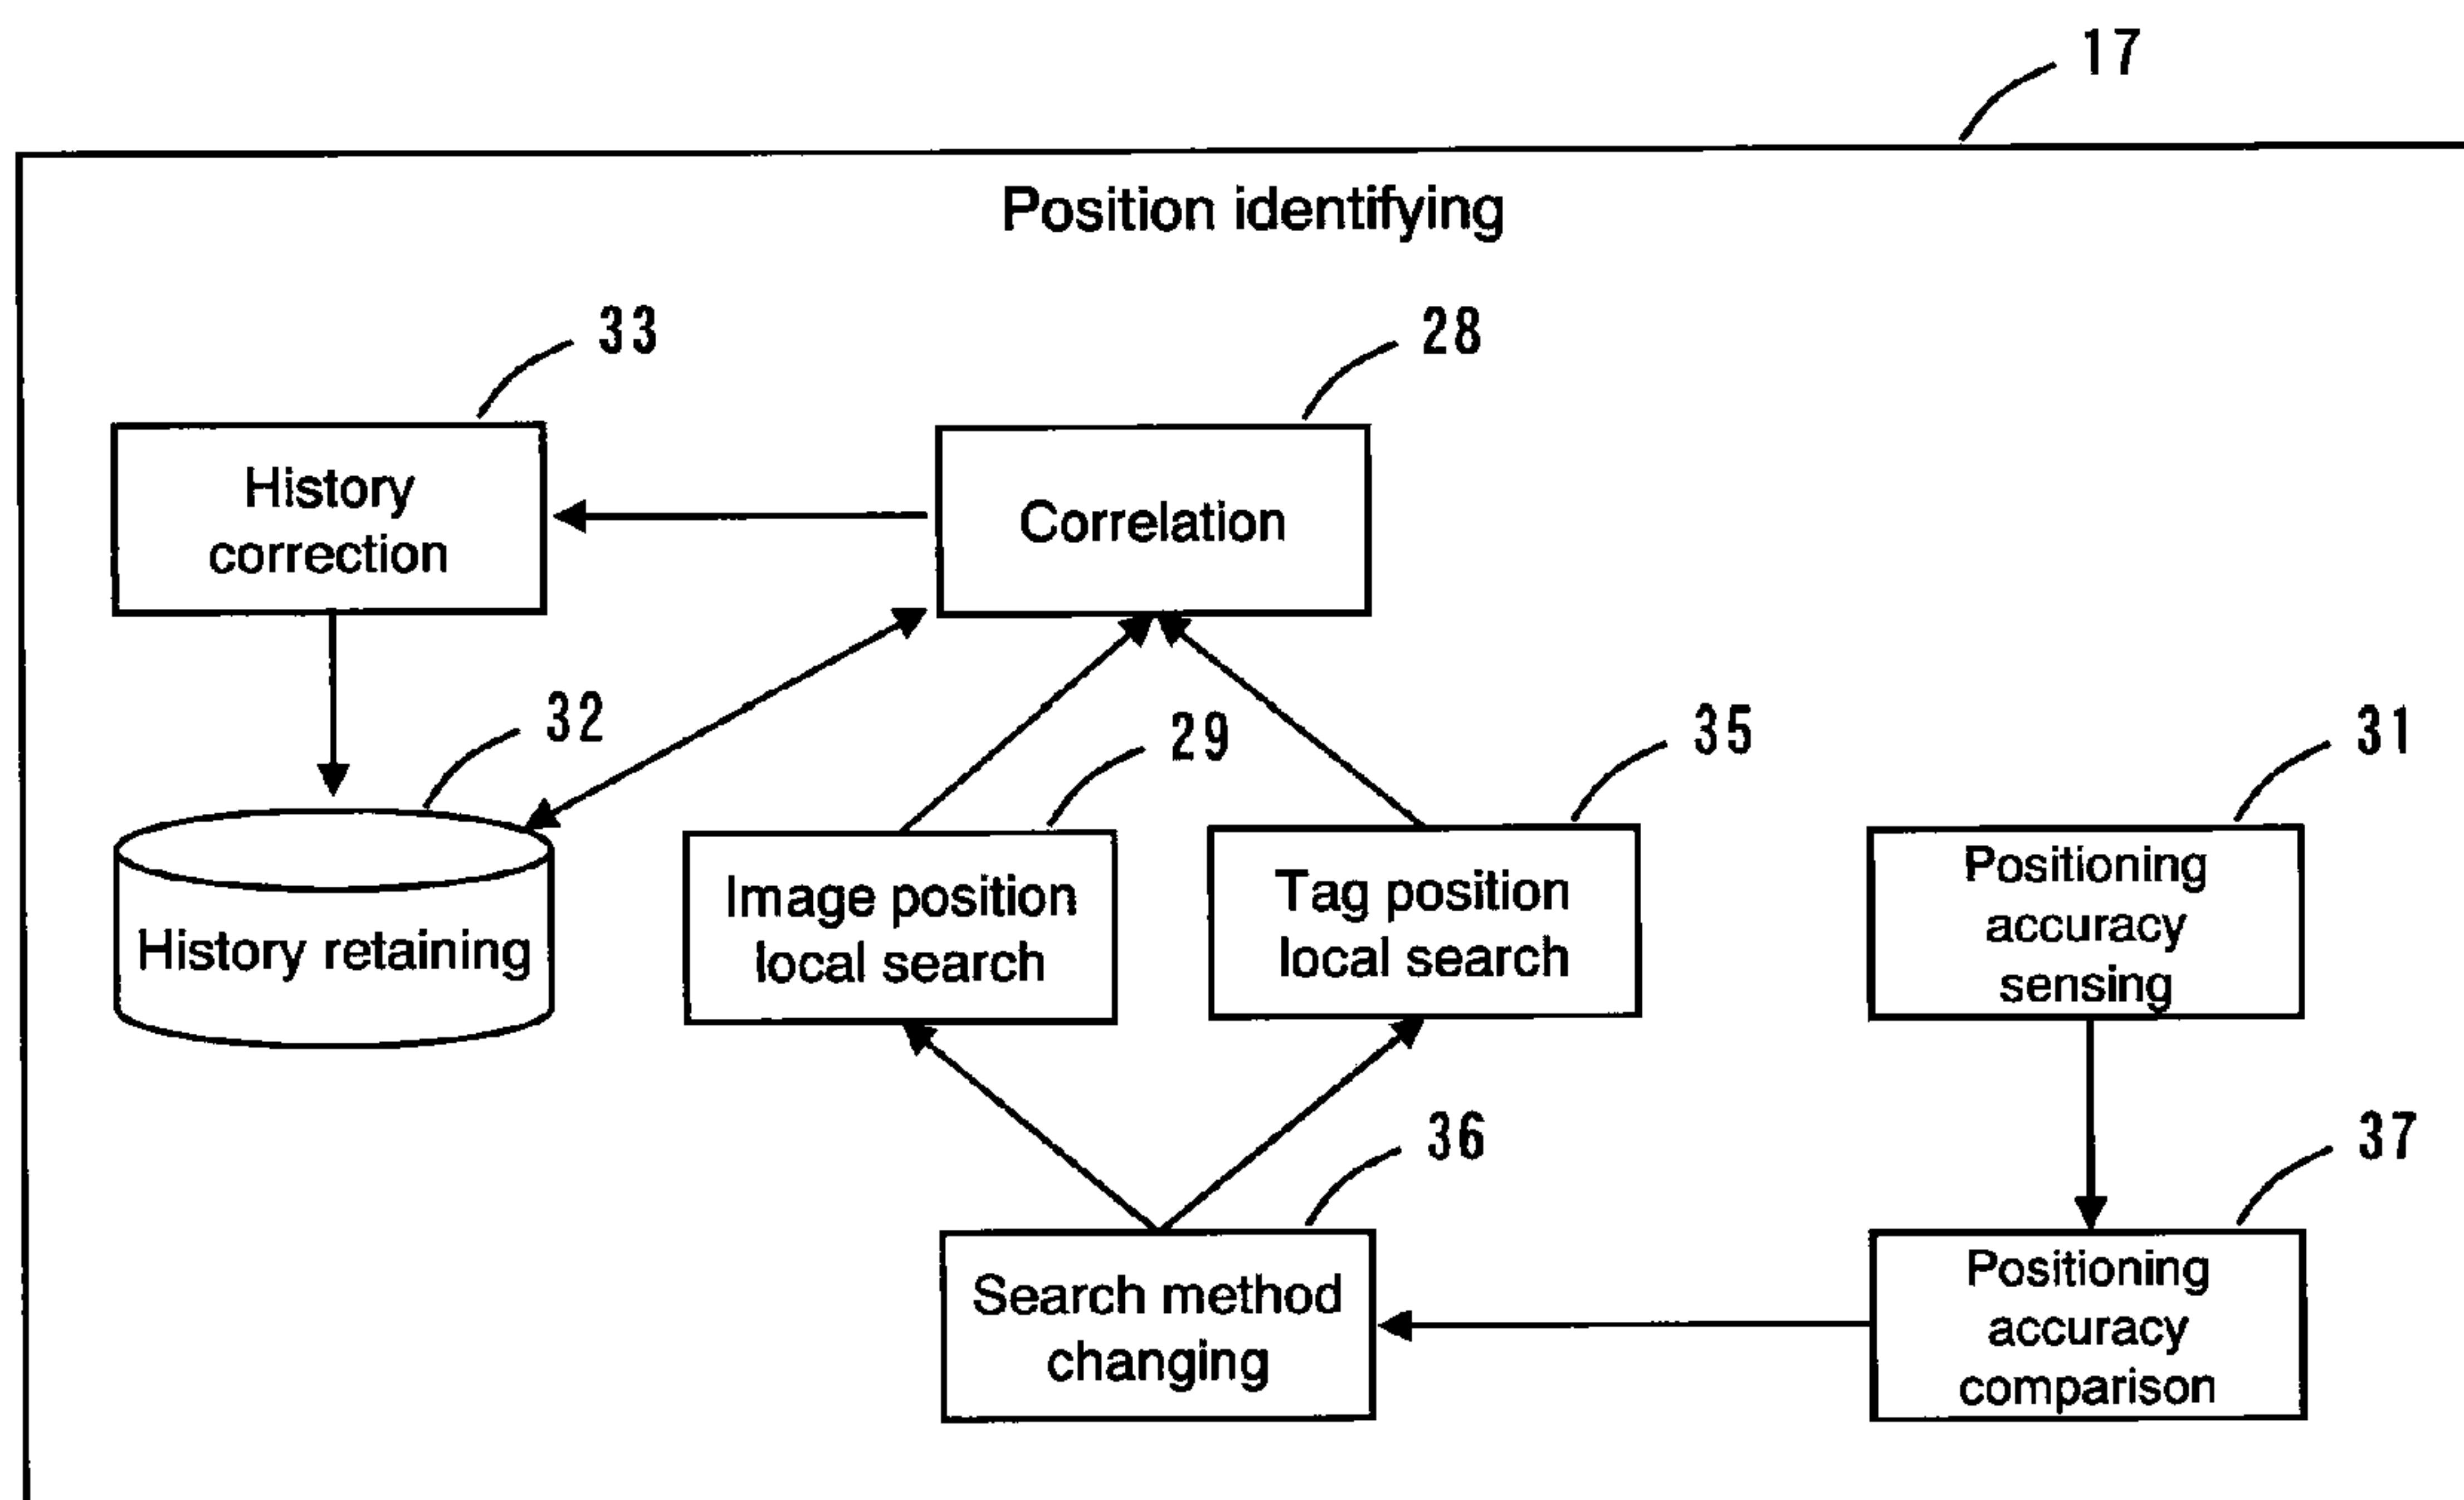 17
Position identifying
33
28
History
correction
Correlation
32
29
35
31
History retaining
Image position
local search
Tag position
local search
Positioning
accuracy
sensing
36
37
Search method
changing
Positioning
accuracy
comparison